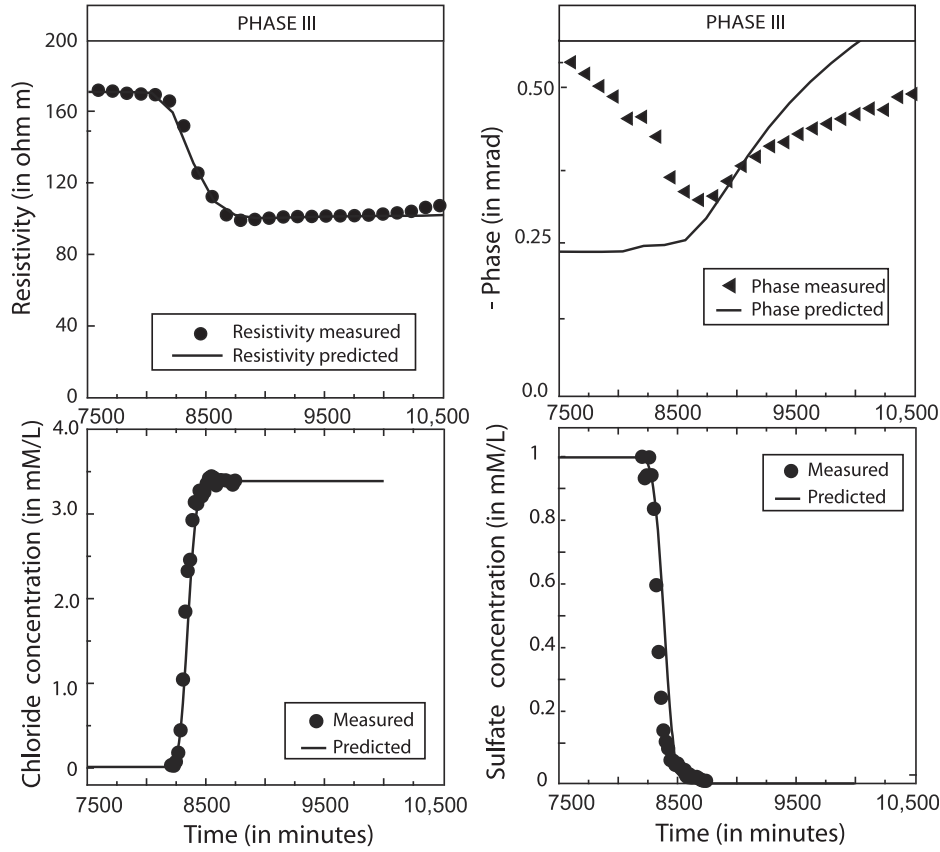 PHASE III
200
160
120
80
40
0
Resistivity (in ohm m)
Resistivity measured
Resistivity predicted
7500
8500
9500
10,500
PHASE III
0.50
0.25
0.0
- Phase (in mrad)
Phase measured
Phase predicted
7500
8500
9500
10,500
4.0
3.0
2.0
1.0
0
Chloride concentration (in mM/L)
Measured
Predicted
7500
8500
9500
10,500
Time (in minutes)
1
0.8
0.6
0.4
0.2
0
Sulfate concentration (in mM/L)
Measured
Predicted
7500
8500
9500
10,500
Time (in minutes)